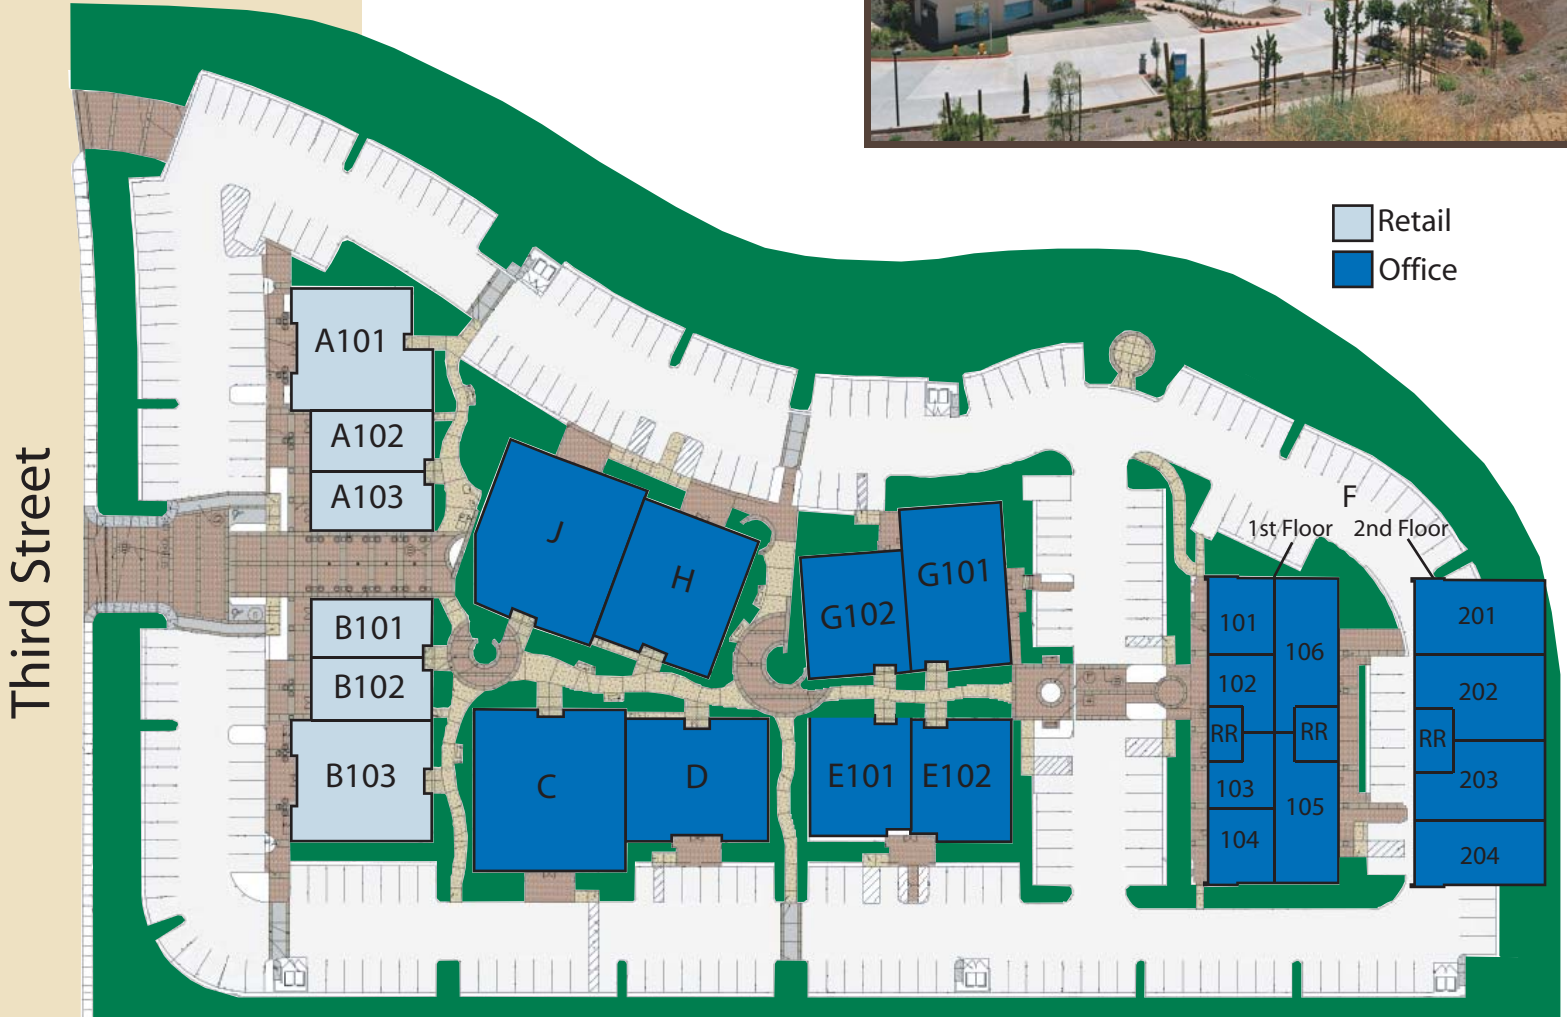 Third Street
Retail
Office
A101
A102
A103
B101
B102
B103
J
H
G101
G102
C
D
E101
E102
F
1st Floor
2nd Floor
101
106
102
RR
RR
103
105
104
201
202
RR
203
204